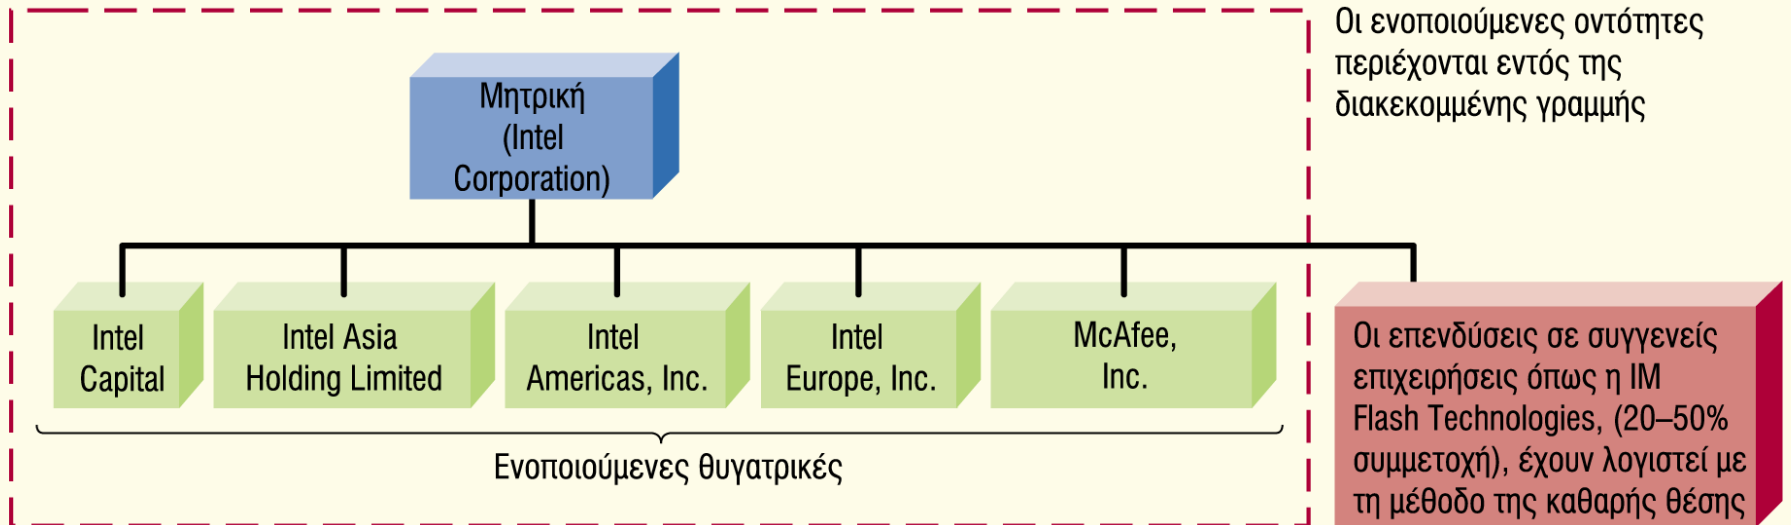 Οι ενοποιούμενες οντότητες
περιέχονται εντός της
διακεκομμένης γραμμής
Μητρική
(Intel
Corporation)
Intel
Capital
Intel Asia
Holding Limited
Intel
Americas, Inc.
Intel
Europe, Inc.
McAfee,
Inc.
Οι επενδύσεις σε συγγενείς
επιχειρήσεις όπως η IM
Flash Technologies, (20–50%
συμμετοχή), έχουν λογιστεί με
τη μέθοδο της καθαρής θέσης
Ενοποιούμενες θυγατρικές